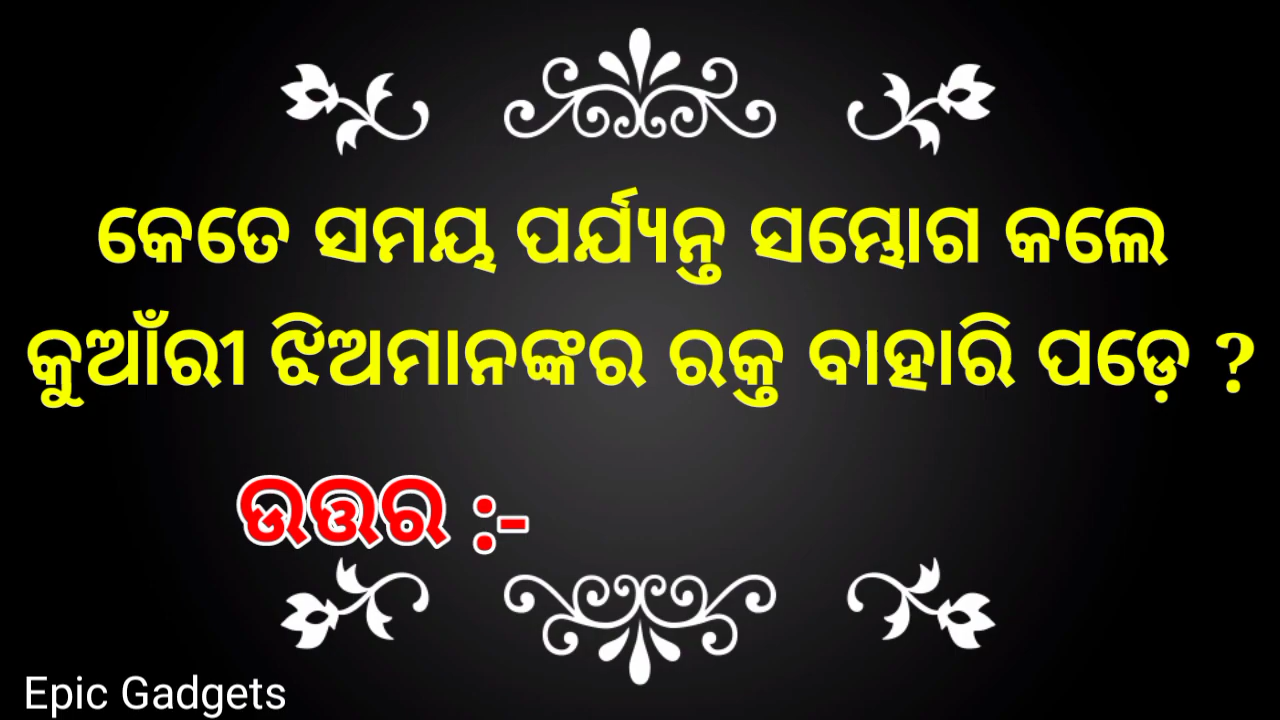 କେତେ ସମୟ ପର୍ଯ୍ୟନ୍ତ ସମ୍ଭୋଗ କଲେ
କୁଆଁରୀ ଝିଅମାନଙ୍କର ରକ୍ତ ବାହାରି ପଡ଼େ ?
ଉତ୍ତର :-
Epic Gadgets